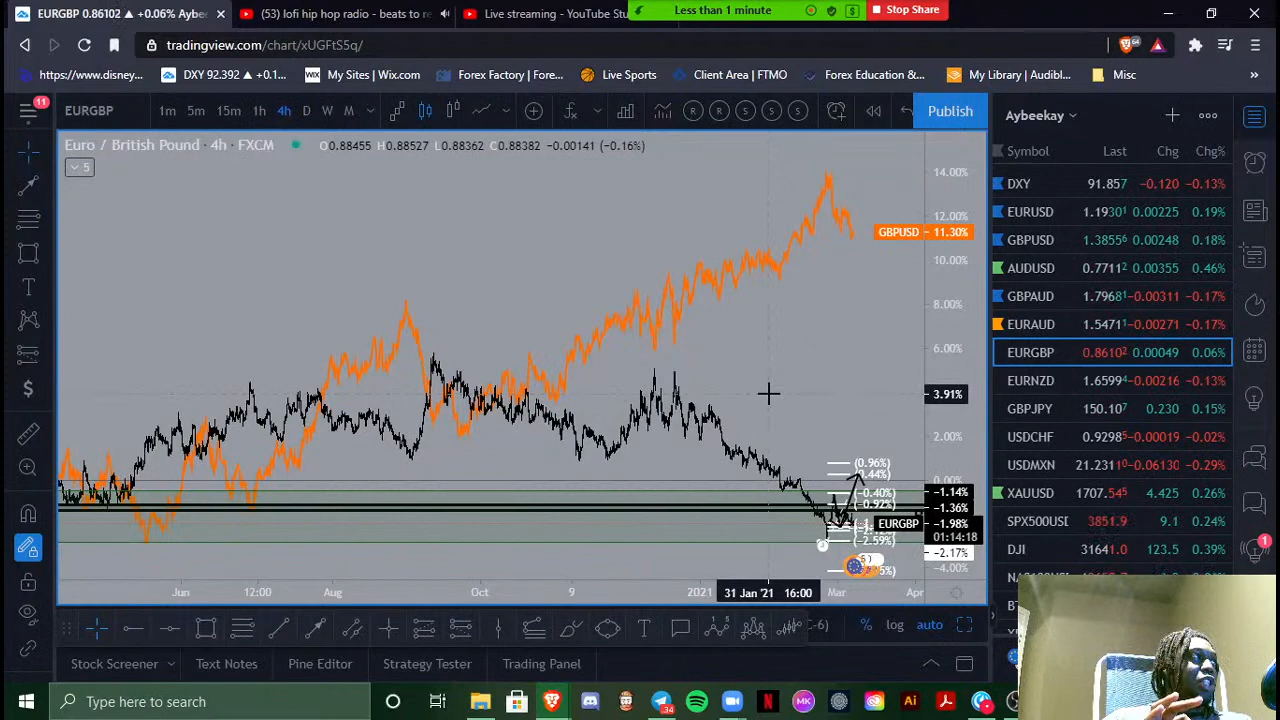 EURGBP 0.86102 ▲ +0.06% Aybee
(53) lofi hip hop radio - beats to re
Live streaming - YouTube Stu
Less than 1 minute
Stop Share
tradingview.com/chart/xUGFtS5q/
64
https://www.disney...
DXY 92.392 ▲ +0.1...
WIX My Sites | Wix.com
Forex Factory | Fore...
Live Sports
Client Area | FTMO
Forex Education &...
My Library | Audibl...
Misc
»
11
EURGBP
1m 5m 15m 1h 4h D W M
R R S S S
Publish
Aybeekay
Euro / British Pound · 4h · FXCM
O0.88455 H0.88527 L0.88362 C0.88382 −0.00141 (−0.16%)
5
Symbol Last Chg Chg%
DXY 91.857 −0.120 −0.13%
EURUSD 1.19301 0.00225 0.19%
GBPUSD 1.38556 0.00248 0.18%
AUDUSD 0.77112 0.00355 0.46%
GBPAUD 1.79681 −0.00311 −0.17%
EURAUD 1.54711 −0.00271 −0.17%
EURGBP 0.86102 0.00049 0.06%
EURNZD 1.65994 −0.00216 −0.13%
GBPJPY 150.107 0.230 0.15%
USDCHF 0.92985 −0.00019 −0.02%
USDMXN 21.2311 −0.06130 −0.29%
XAUUSD 1707.545 4.425 0.26%
SPX500USD 3851.9 9.1 0.24%
DJI 31641.0 123.5 0.39%
14.00%
12.00%
GBPUSD 11.30%
10.00%
8.00%
6.00%
3.91%
2.00%
0.00%
(0.96%)
0.44%)
(−0.40%)
(−0.92%)
−1.14%
−1.36%
EURGBP −1.98%
01:14:18
(−2.59%)
−2.17%
−4.00%
Jun 12:00 Aug Oct 9 2021 31 Jan '21 16:00 Mar Apr
% log auto
1
Stock Screener
Text Notes
Pine Editor
Strategy Tester
Trading Panel
Type here to search
34
MK
Ai